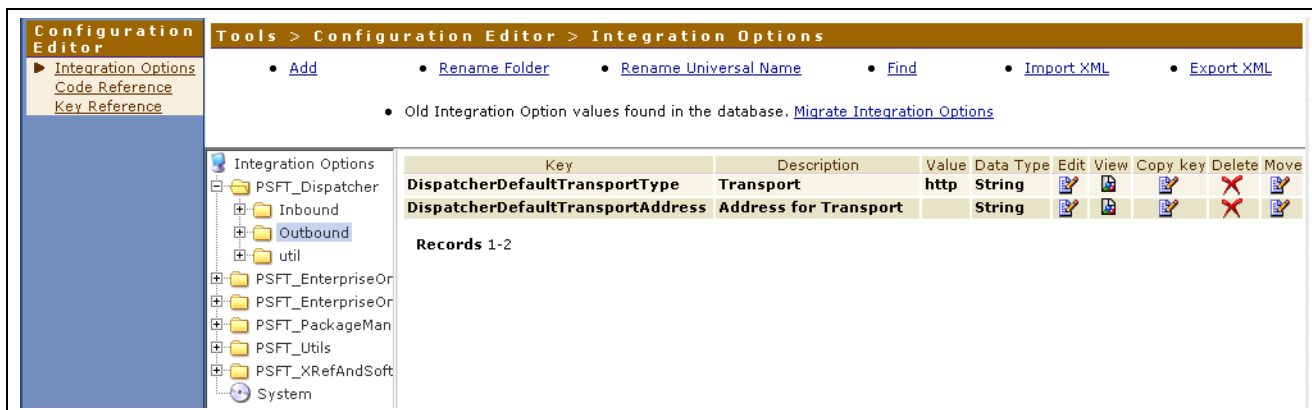 Configuration
Editor
Integration Options
Code Reference
Key Reference
Tools > Configuration Editor > Integration Options
Add
Rename Folder
Rename Universal Name
Find
Import XML
Export XML
Old Integration Option values found in the database. Migrate Integration Options
Integration Options
PSFT_Dispatcher
Inbound
Outbound
util
PSFT_EnterpriseOr
PSFT_EnterpriseOr
PSFT_PackageMan
PSFT_Utils
PSFT_XRefAndSoft
System
Key Description Value Data Type Edit View Copy key Delete Move
DispatcherDefaultTransportType Transport http String
DispatcherDefaultTransportAddress Address for Transport String
Records 1-2